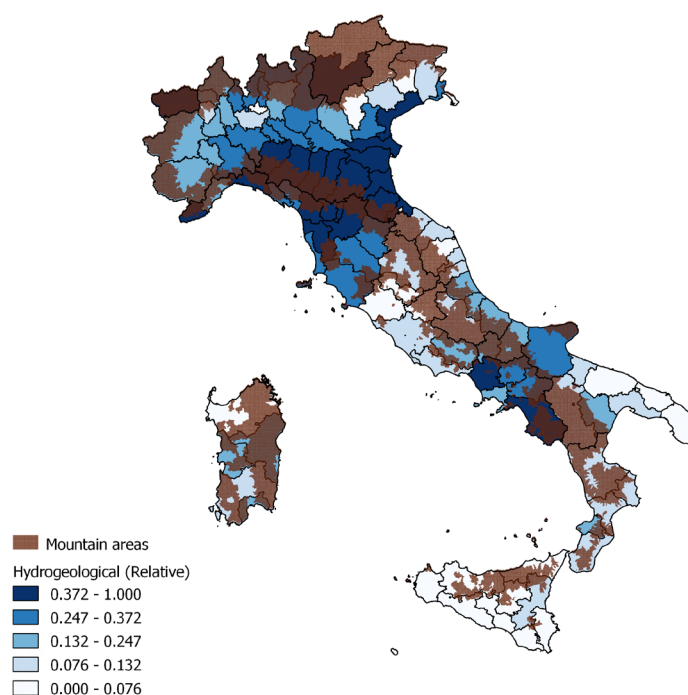 Mountain areas
Hydrogeological (Relative)
0.372 - 1.000
0.247 - 0.372
0.132 - 0.247
0.076 - 0.132
0.000 - 0.076